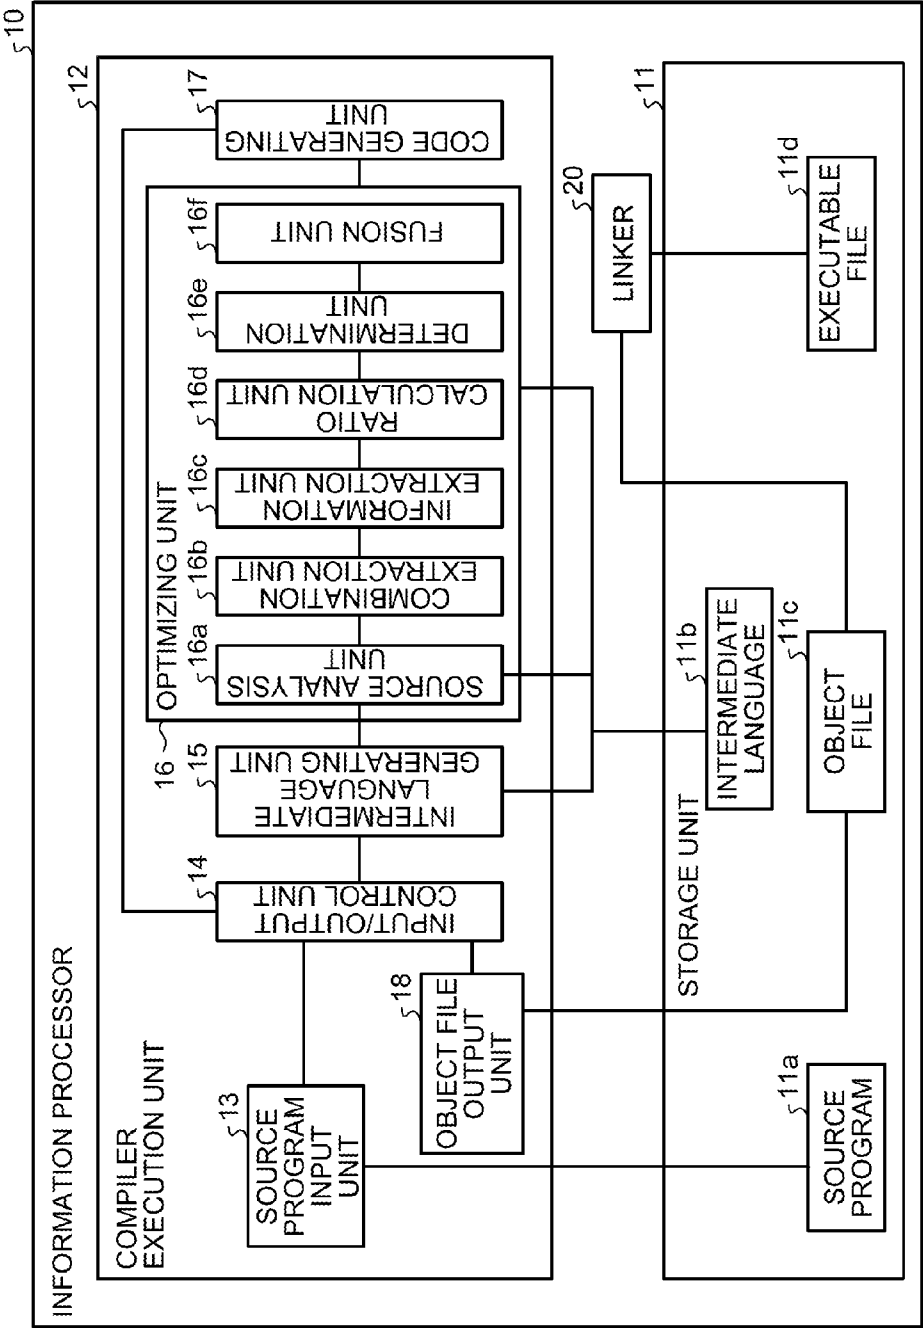 INFORMATION PROCESSOR
10
COMPILER
EXECUTION UNIT
12
13
SOURCE
PROGRAM
INPUT
UNIT
14
INPUT/OUTPUT
CONTROL UNIT
18
OBJECT FILE
OUTPUT
UNIT
15
INTERMEDIATE
LANGUAGE
GENERATING UNIT
16
OPTIMIZING UNIT
16a
SOURCE ANALYSIS
UNIT
16b
COMBINATION
EXTRACTION UNIT
16c
INFORMATION
EXTRACTION UNIT
16d
RATIO
CALCULATION UNIT
16e
DETERMINATION
UNIT
16f
FUSION UNIT
17
CODE GENERATING
UNIT
20
LINKER
11
STORAGE UNIT
11a
SOURCE
PROGRAM
11b
INTERMEDIATE
LANGUAGE
11c
OBJECT
FILE
11d
EXECUTABLE
FILE